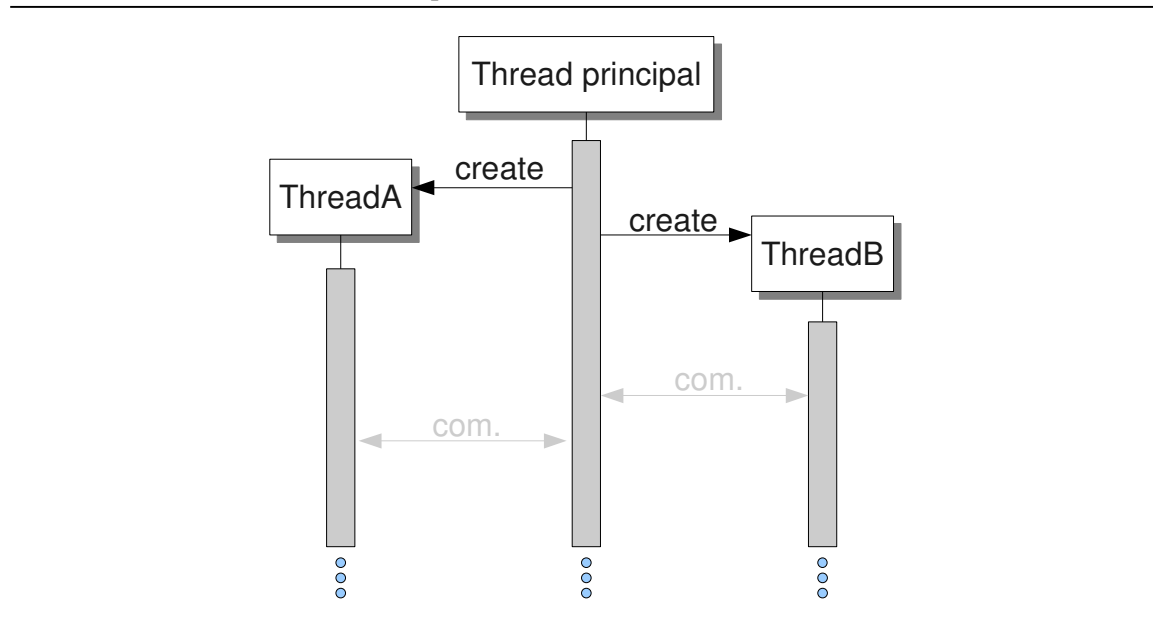 Thread principal
create
ThreadA
create
ThreadB
com.
com.